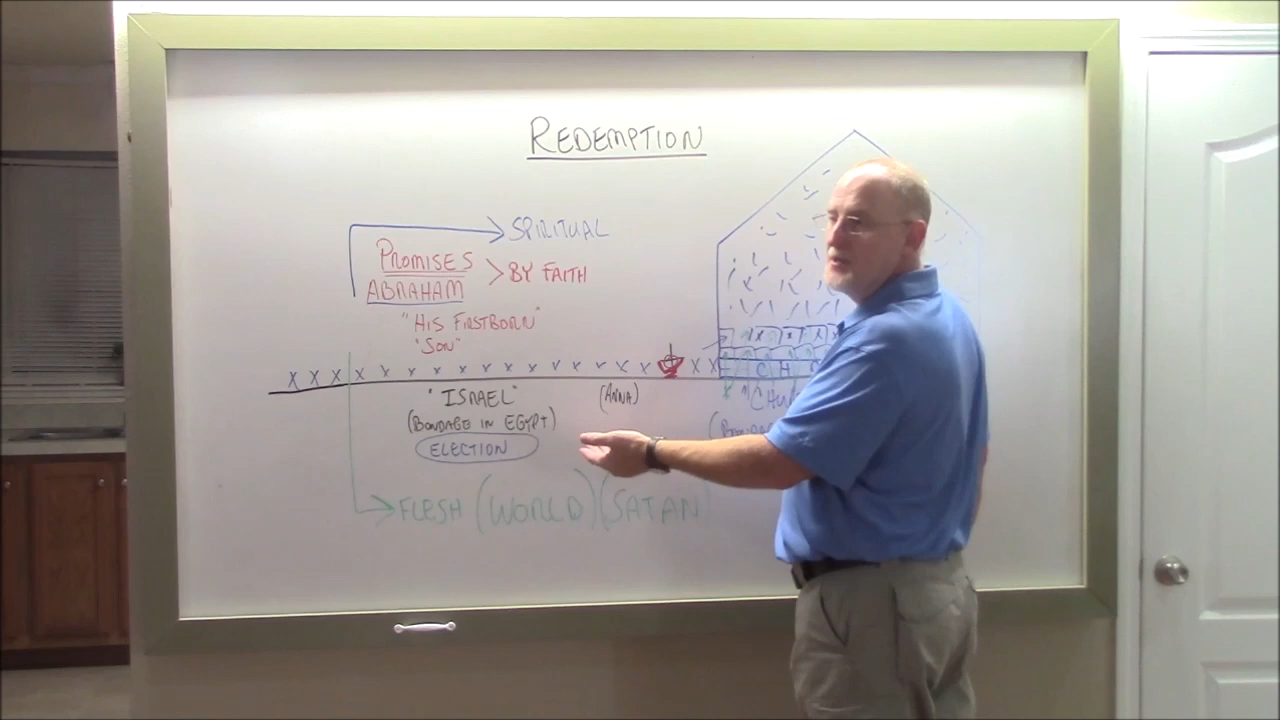 REDEMPTION
SPIRITUAL
PROMISES
ABRAHAM
> BY FAITH
"HIS FIRSTBORN"
"SON"
x x x x x x x x x x x x x x x x x x
C H
"ISRAEL"
(ANNA)
(BONDAGE IN EGYPT)
ELECTION
FLESH (WORLD) (SATAN)